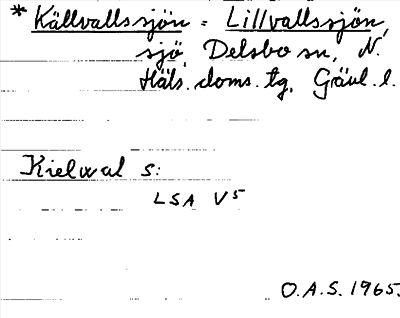 * Källvallssjön = Lillvallssjön,
sjö, Delsbo sn, N.
Häls. doms. tg, Gävl. l.
Kielwal s:
LSA V5
O.A.S. 1965.